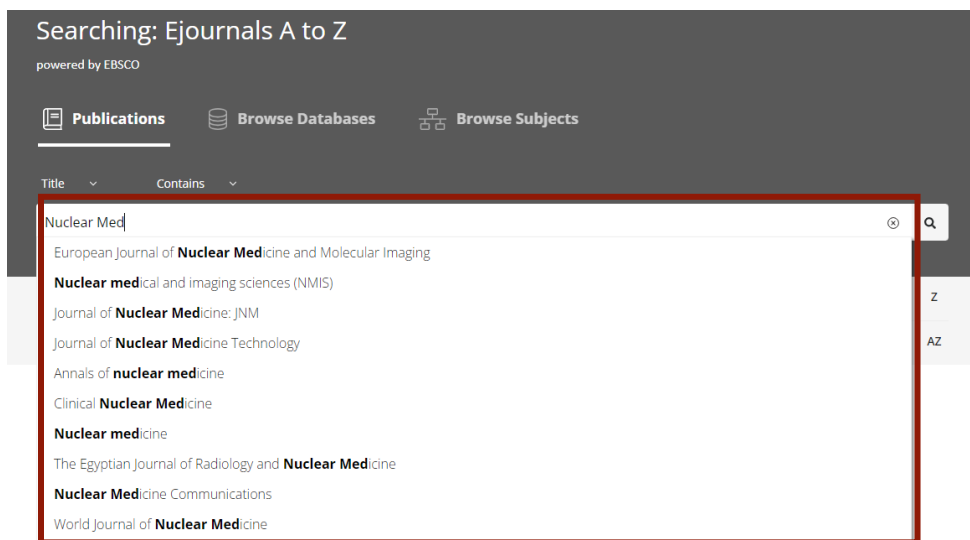 Searching: Ejournals A to Z
powered by EBSCO
Publications Browse Databases Browse Subjects
Title Contains
Nuclear Med
European Journal of Nuclear Medicine and Molecular Imaging
Nuclear medical and imaging sciences (NMIS)
Journal of Nuclear Medicine: JNM
Journal of Nuclear Medicine Technology
Annals of nuclear medicine
Clinical Nuclear Medicine
Nuclear medicine
The Egyptian Journal of Radiology and Nuclear Medicine
Nuclear Medicine Communications
World Journal of Nuclear Medicine
Z
AZ